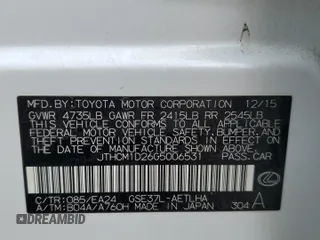 MFD.BY: TOYOTA MOTOR CORPORATION 12/15
GVWR 4735LB GAWR FR 2415LB RR 2545LB
THIS VEHICLE CONFORMS TO ALL APPLICABLE
FEDERAL MOTOR VEHICLE SAFETY, BUMPER, AND
THEFT PREVENTION STANDARDS IN EFFECT ON
THE DATE OF MANUFACTURE SHOWN ABOVE.
JTHCM1D26G5006531 PASS.CAR
C/TR: 085/EA24 GSE37L-AETLHA
A/TM: B04A/A760H MADE IN JAPAN 304 A